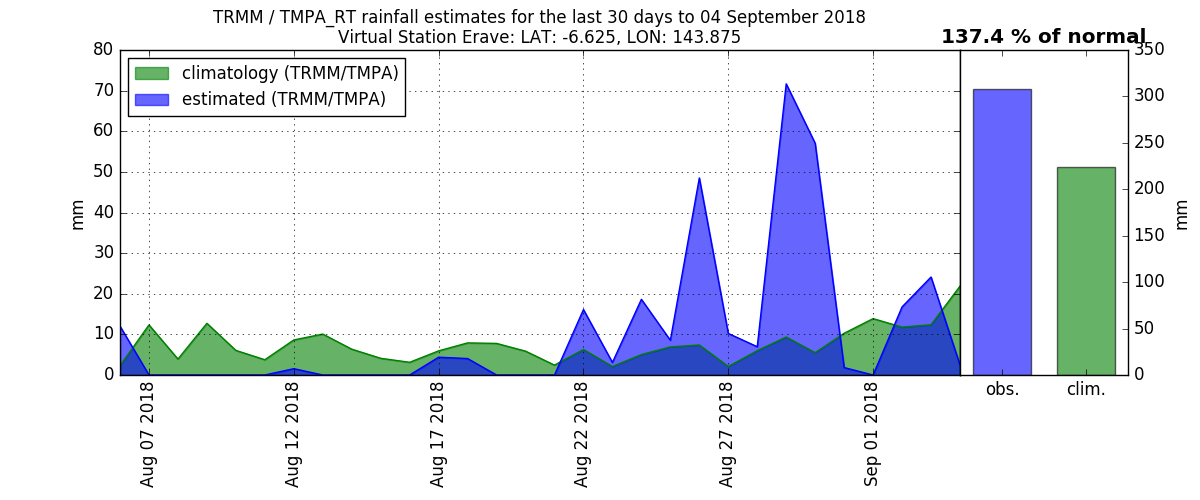 TRMM / TMPA_RT rainfall estimates for the last 30 days to 04 September 2018
Virtual Station Erave: LAT: -6.625, LON: 143.875
137.4 % of normal
climatology (TRMM/TMPA)
estimated (TRMM/TMPA)
mm
80
70
60
50
40
30
20
10
0
Aug 07 2018
Aug 12 2018
Aug 17 2018
Aug 22 2018
Aug 27 2018
Sep 01 2018
350
300
250
200
150
100
50
0
mm
obs.
clim.